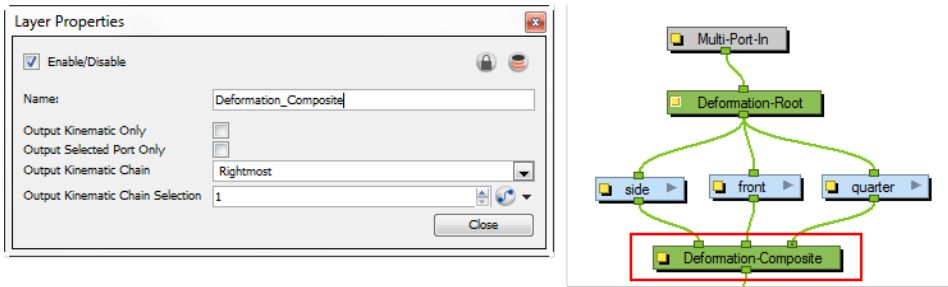 Layer Properties
Enable/Disable
Name:
Deformation_Composite
Output Kinematic Only
Output Selected Port Only
Output Kinematic Chain
Rightmost
Output Kinematic Chain Selection
1
Close
Multi-Port-In
Deformation-Root
side
front
quarter
Deformation-Composite